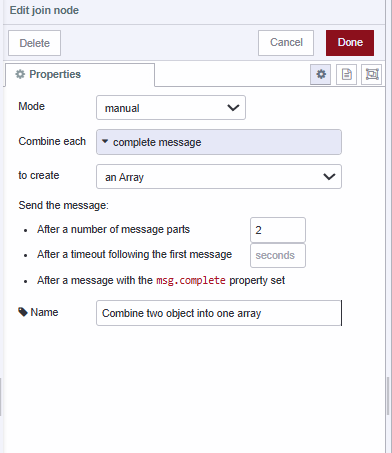 Edit join node
Delete Cancel Done
Properties
Mode manual
Combine each complete message
to create an Array
Send the message:
• After a number of message parts 2
• After a timeout following the first message seconds
• After a message with the msg.complete property set
Name Combine two object into one array